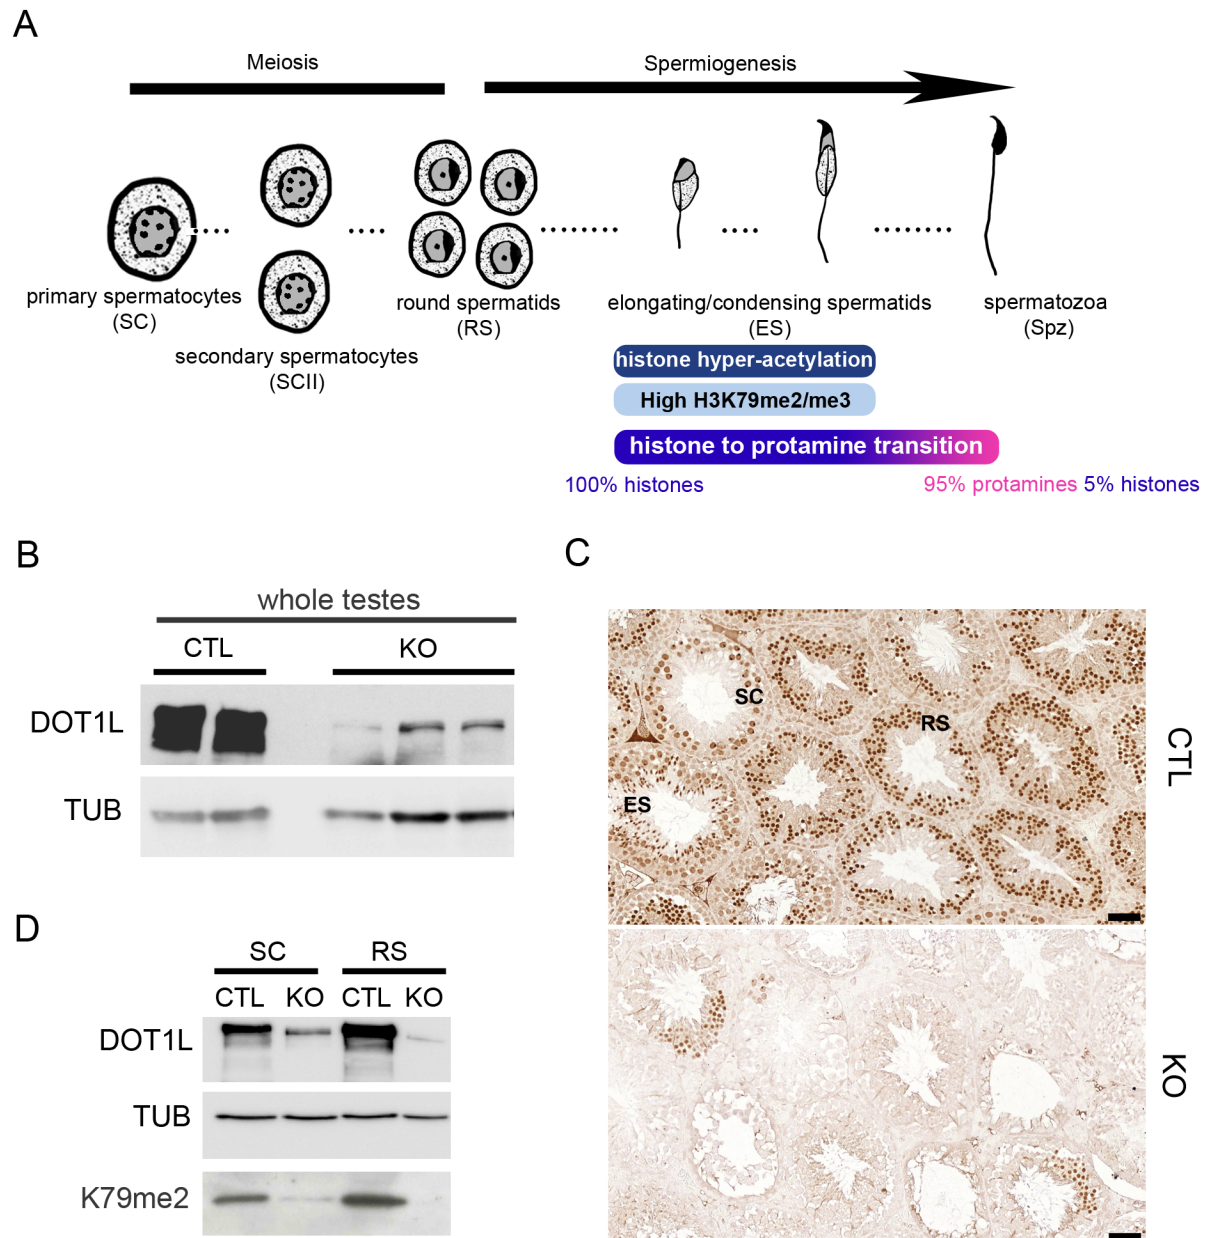 A
Meiosis
Spermiogenesis
primary spermatocytes
(SC)
secondary spermatocytes
(SCII)
round spermatids
(RS)
elongating/condensing spermatids
(ES)
spermatozoa
(Spz)
histone hyper-acetylation
High H3K79me2/me3
histone to protamine transition
100% histones
95% protamines 5% histones
B
whole testes
CTL
KO
DOT1L
TUB
C
SC
RS
ES
CTL
KO
D
SC
RS
CTL KO CTL KO
DOT1L
TUB
K79me2